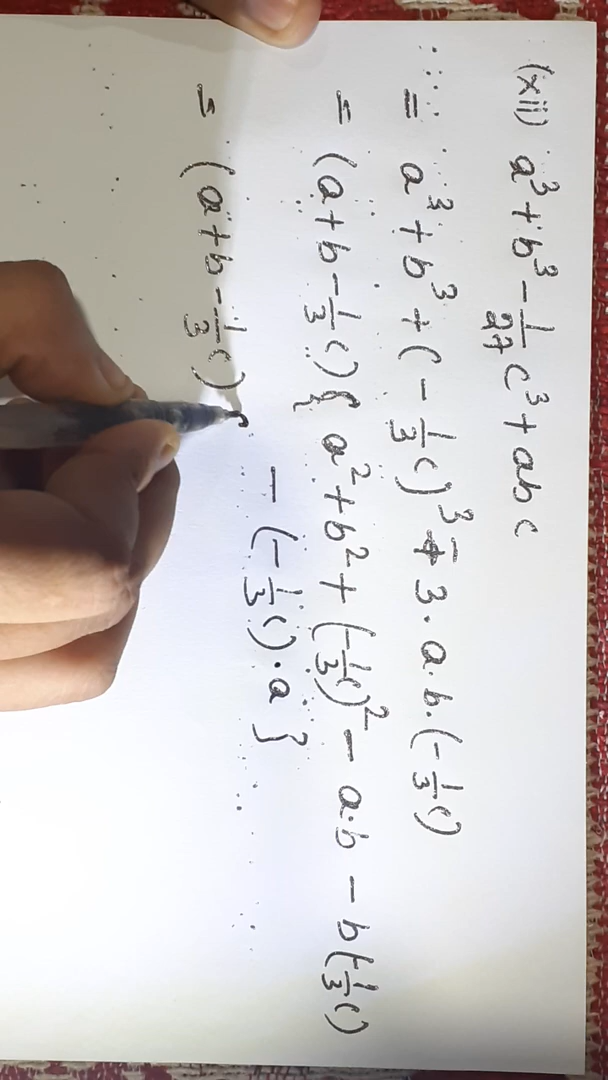 (xii) a³ + b³ - 1/27 c³ + abc
= a³ + b³ + (- 1/3 c)³ - 3 · a · b · (- 1/3 c)
= (a + b - 1/3 c) { a² + b² + (- 1/3 c)² - a·b - b(- 1/3 c)
- (- 1/3 c) · a }
= (a + b - 1/3 c)